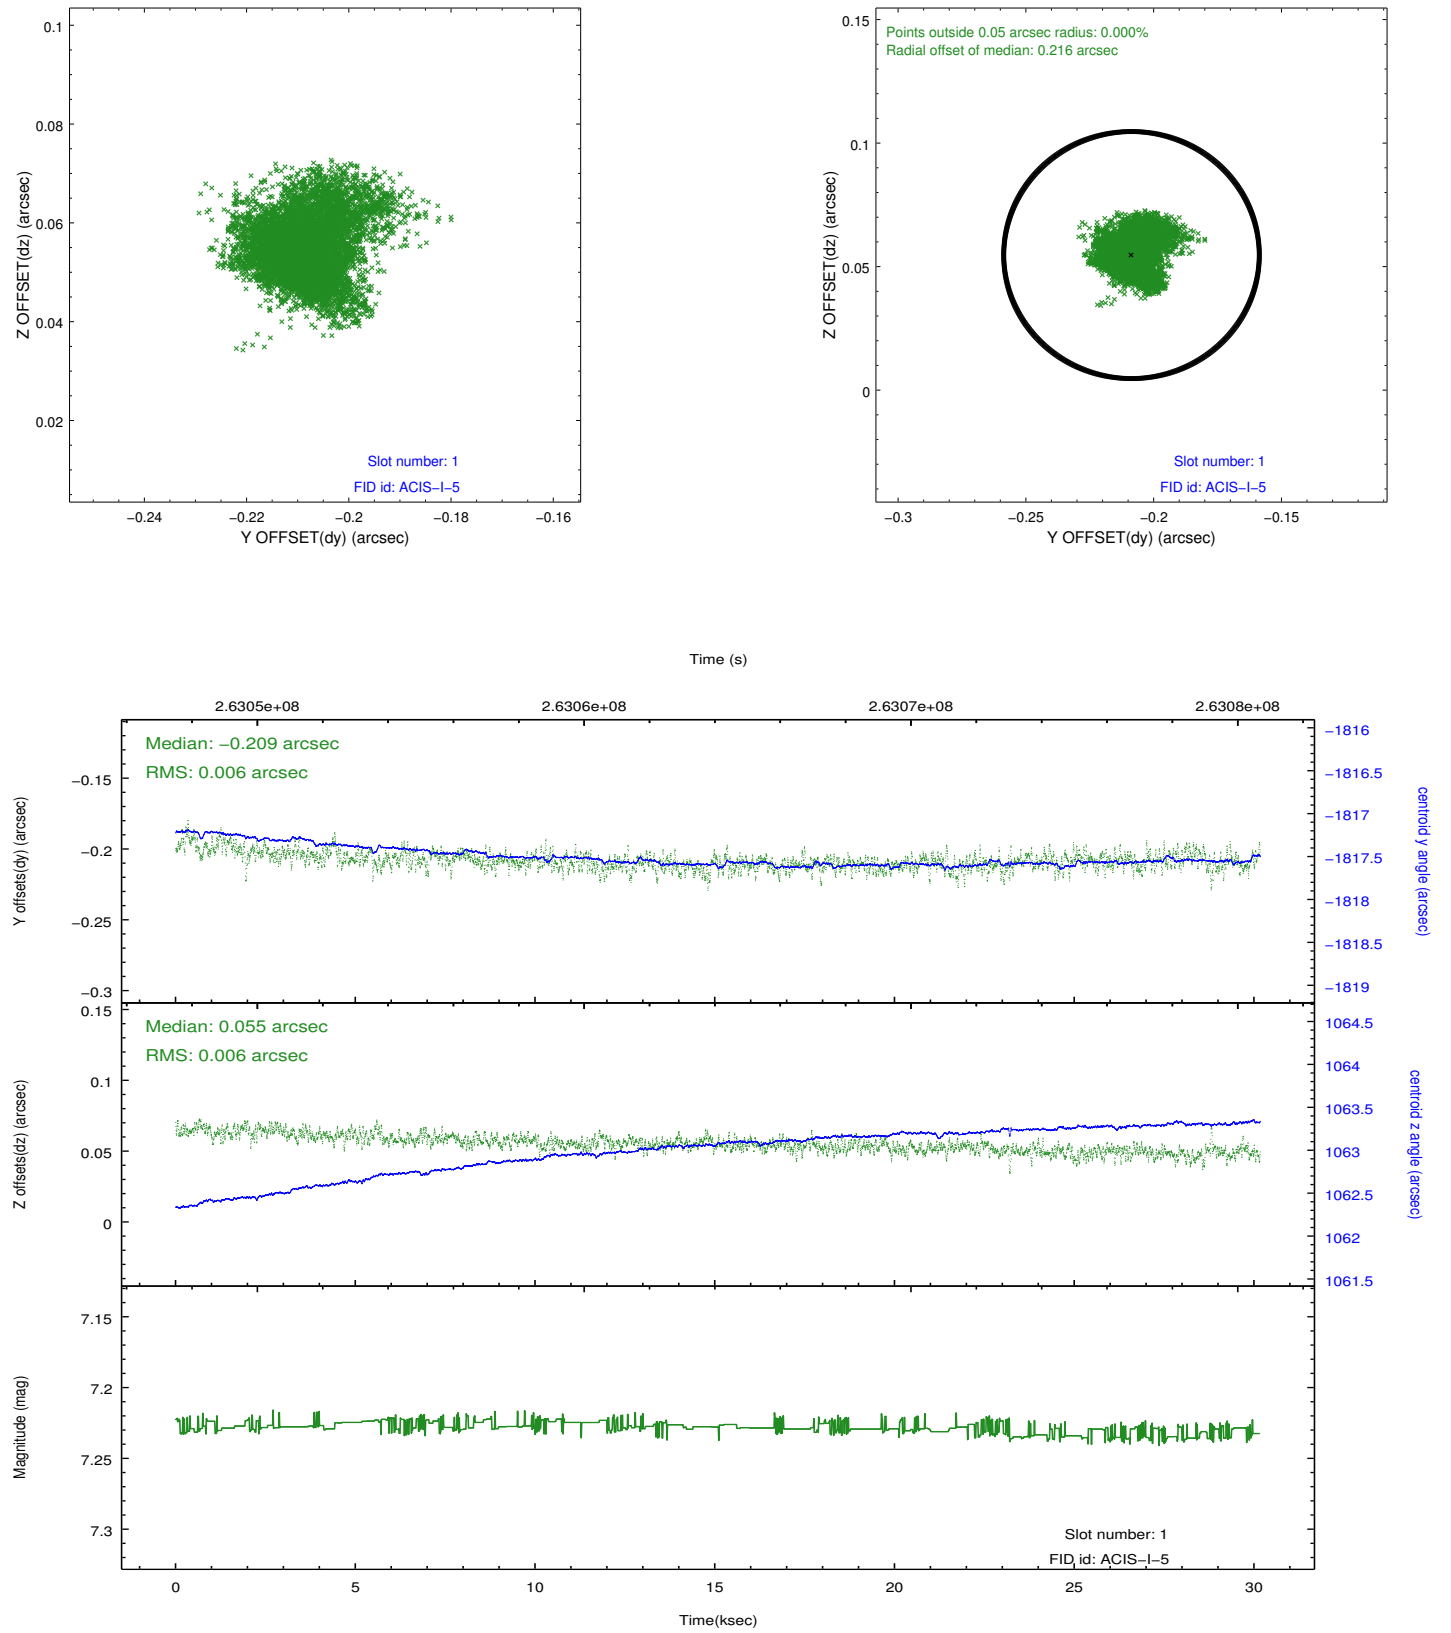 0.1
0.08
0.06
0.04
0.02
Z OFFSET(dz) (arcsec)
Slot number: 1
FID id: ACIS−I−5
−0.24
−0.22
−0.2
−0.18
−0.16
Y OFFSET(dy) (arcsec)
Points outside 0.05 arcsec radius: 0.000%
Radial offset of median: 0.216 arcsec
0.15
0.1
0.05
0
Z OFFSET(dz) (arcsec)
Slot number: 1
FID id: ACIS−I−5
−0.3
−0.25
−0.2
−0.15
Y OFFSET(dy) (arcsec)
Time (s)
2.6305e+08
2.6306e+08
2.6307e+08
2.6308e+08
Median: −0.209 arcsec
RMS: 0.006 arcsec
−0.15
−0.2
−0.25
−0.3
Y offsets(dy) (arcsec)
−1816
−1816.5
−1817
−1817.5
−1818
−1818.5
−1819
centroid y angle (arcsec)
Median: 0.055 arcsec
RMS: 0.006 arcsec
0.15
0.1
0.05
0
Z offsets(dz) (arcsec)
1064.5
1064
1063.5
1063
1062.5
1062
1061.5
centroid z angle (arcsec)
7.15
7.2
7.25
7.3
Magnitude (mag)
Slot number: 1
FID id: ACIS−I−5
0
5
10
15
20
25
30
Time(ksec)